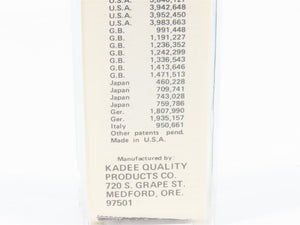 U.S.A. 3,942,648
U.S.A. 3,952,450
U.S.A. 3,983,663
G.B. 991,448
G.B. 1,191,227
G.B. 1,236,352
G.B. 1,242,299
G.B. 1,336,543
G.B. 1,413,646
G.B. 1,471,513
Japan 460,228
Japan 709,741
Japan 743,028
Japan 759,786
Ger. 1,807,990
Ger. 1,935,157
Italy 950,661
Other patents pend.
Made in U.S.A.
Manufactured by
KADEE QUALITY
PRODUCTS CO.
720 S. GRAPE ST.
MEDFORD, ORE.
97501